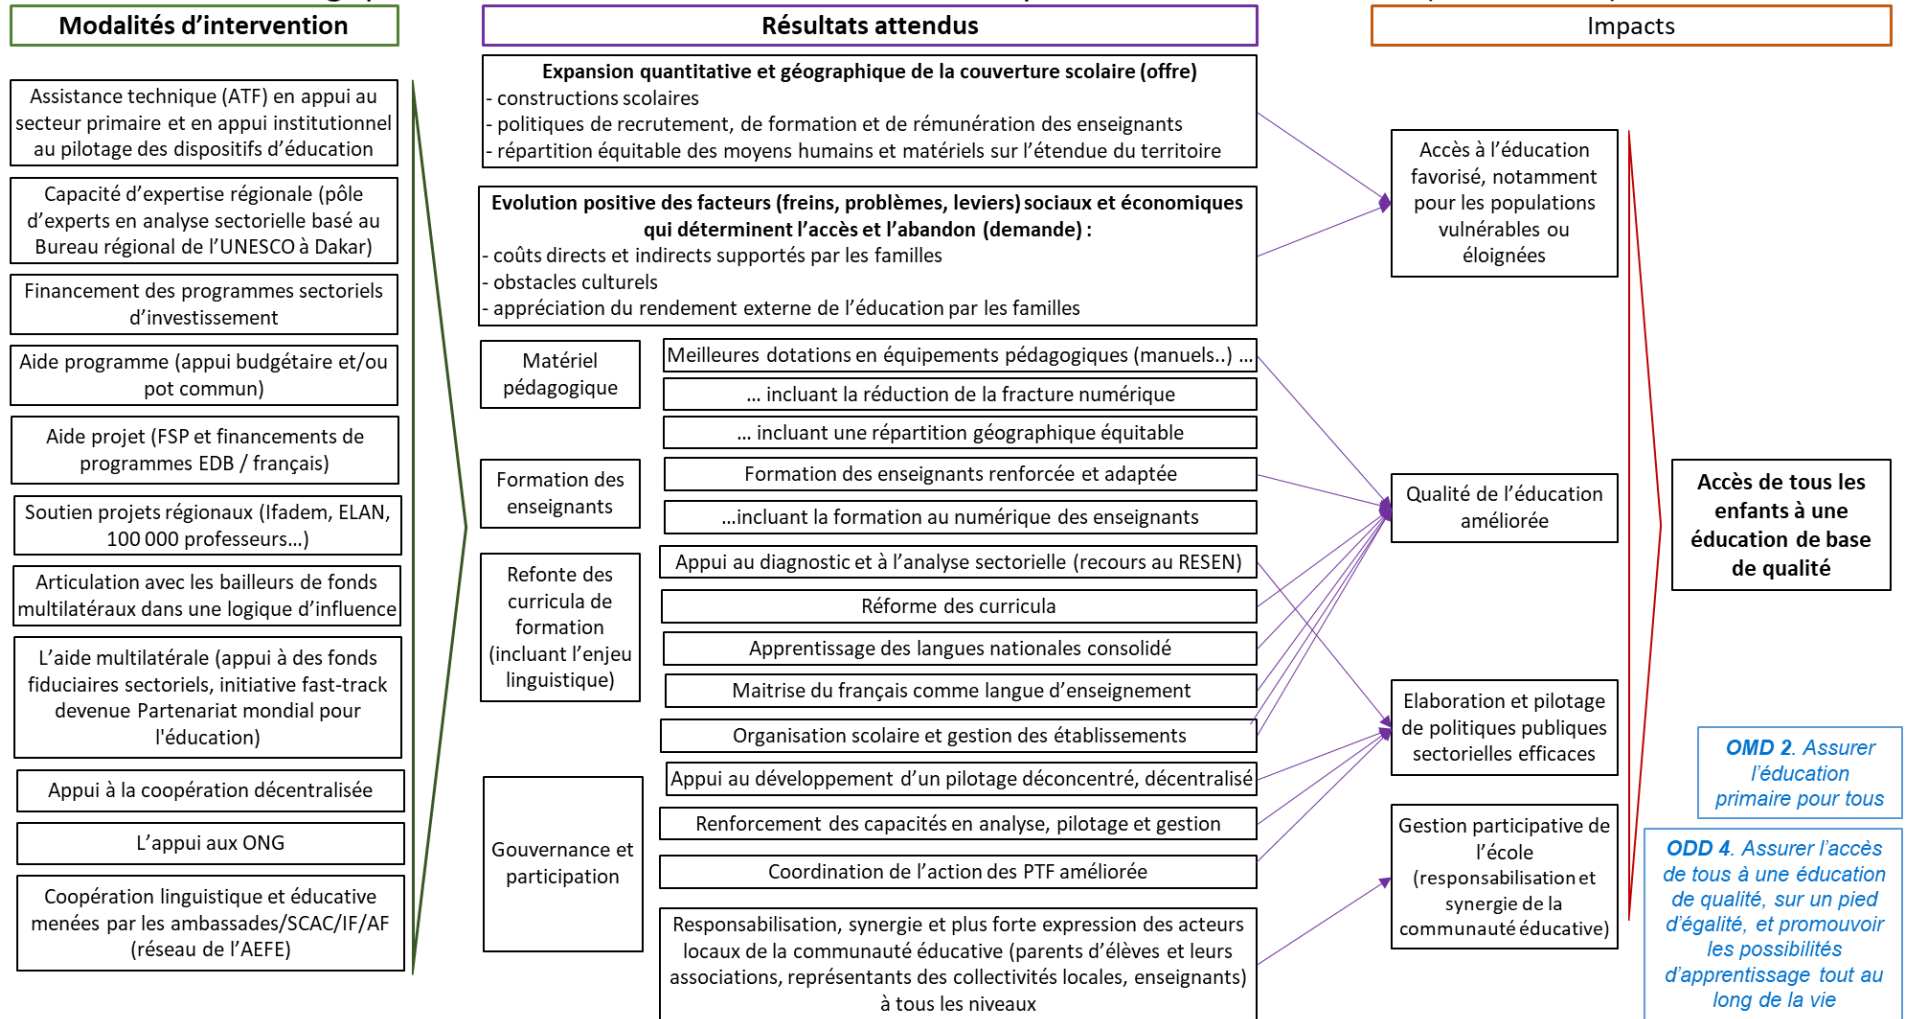 Modalités d'intervention
Assistance technique (ATF) en appui au
secteur primaire et en appui institutionnel
au pilotage des dispositifs d'éducation
Capacité d'expertise régionale (pôle
d'experts en analyse sectorielle basé au
Bureau régional de l'UNESCO à Dakar)
Financement des programmes sectoriels
d'investissement
Aide programme (appui budgétaire et/ou
pot commun)
Aide projet (FSP et financements de
programmes EDB / français)
Soutien projets régionaux (Ifadem, ELAN,
100 000 professeurs...)
Articulation avec les bailleurs de fonds
multilatéraux dans une logique d'influence
L'aide multilatérale (appui à des fonds
fiduciaires sectoriels, initiative fast-track
devenue Partenariat mondial pour
l'éducation)
Appui à la coopération décentralisée
L'appui aux ONG
Coopération linguistique et éducative
menées par les ambassades/SCAC/IF/AF
(réseau de l'AEFE)
Résultats attendus
Expansion quantitative et géographique de la couverture scolaire (offre)
- constructions scolaires
- politiques de recrutement, de formation et de rémunération des enseignants
- répartition équitable des moyens humains et matériels sur l'étendue du territoire
Evolution positive des facteurs (freins, problèmes, leviers) sociaux et économiques
qui déterminent l'accès et l'abandon (demande) :
- coûts directs et indirects supportés par les familles
- obstacles culturels
- appréciation du rendement externe de l'éducation par les familles
Matériel
pédagogique
Meilleures dotations en équipements pédagogiques (manuels..) ...
... incluant la réduction de la fracture numérique
... incluant une répartition géographique équitable
Formation des
enseignants
Formation des enseignants renforcée et adaptée
...incluant la formation au numérique des enseignants
Refonte des
curricula de
formation
(incluant l'enjeu
linguistique)
Appui au diagnostic et à l'analyse sectorielle (recours au RESEN)
Réforme des curricula
Apprentissage des langues nationales consolidé
Maitrise du français comme langue d'enseignement
Organisation scolaire et gestion des établissements
Gouvernance et
participation
Appui au développement d'un pilotage déconcentré, décentralisé
Renforcement des capacités en analyse, pilotage et gestion
Coordination de l'action des PTF améliorée
Responsabilisation, synergie et plus forte expression des acteurs
locaux de la communauté éducative (parents d'élèves et leurs
associations, représentants des collectivités locales, enseignants)
à tous les niveaux
Impacts
Accès à l'éducation
favorisé, notamment
pour les populations
vulnérables ou
éloignées
Qualité de l'éducation
améliorée
Elaboration et pilotage
de politiques publiques
sectorielles efficaces
Gestion participative de
l'école
(responsabilisation et
synergie de la
communauté éducative)
Accès de tous les
enfants à une
éducation de base
de qualité
OMD 2. Assurer
l'éducation
primaire pour tous
ODD 4. Assurer l'accès
de tous à une éducation
de qualité, sur un pied
d'égalité, et promouvoir
les possibilités
d'apprentissage tout au
long de la vie